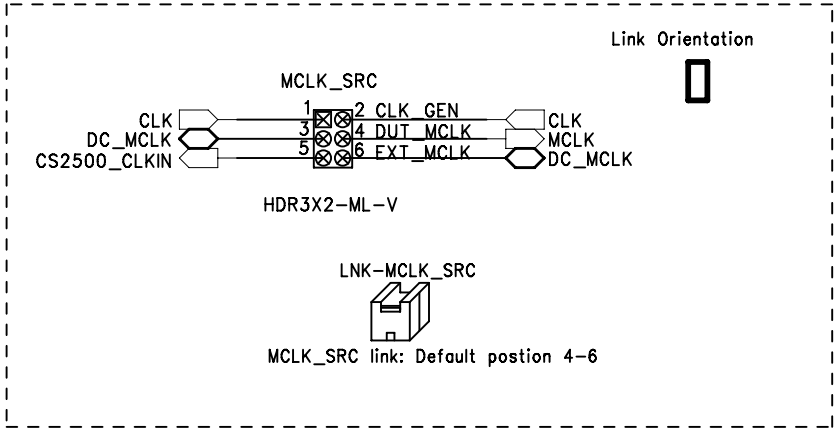 Link Orientation
MCLK_SRC
CLK 1 2 CLK_GEN CLK
DC_MCLK 3 4 DUT_MCLK MCLK
CS2500_CLKIN 5 6 EXT_MCLK DC_MCLK
HDR3X2-ML-V
LNK-MCLK_SRC
MCLK_SRC link: Default postion 4-6